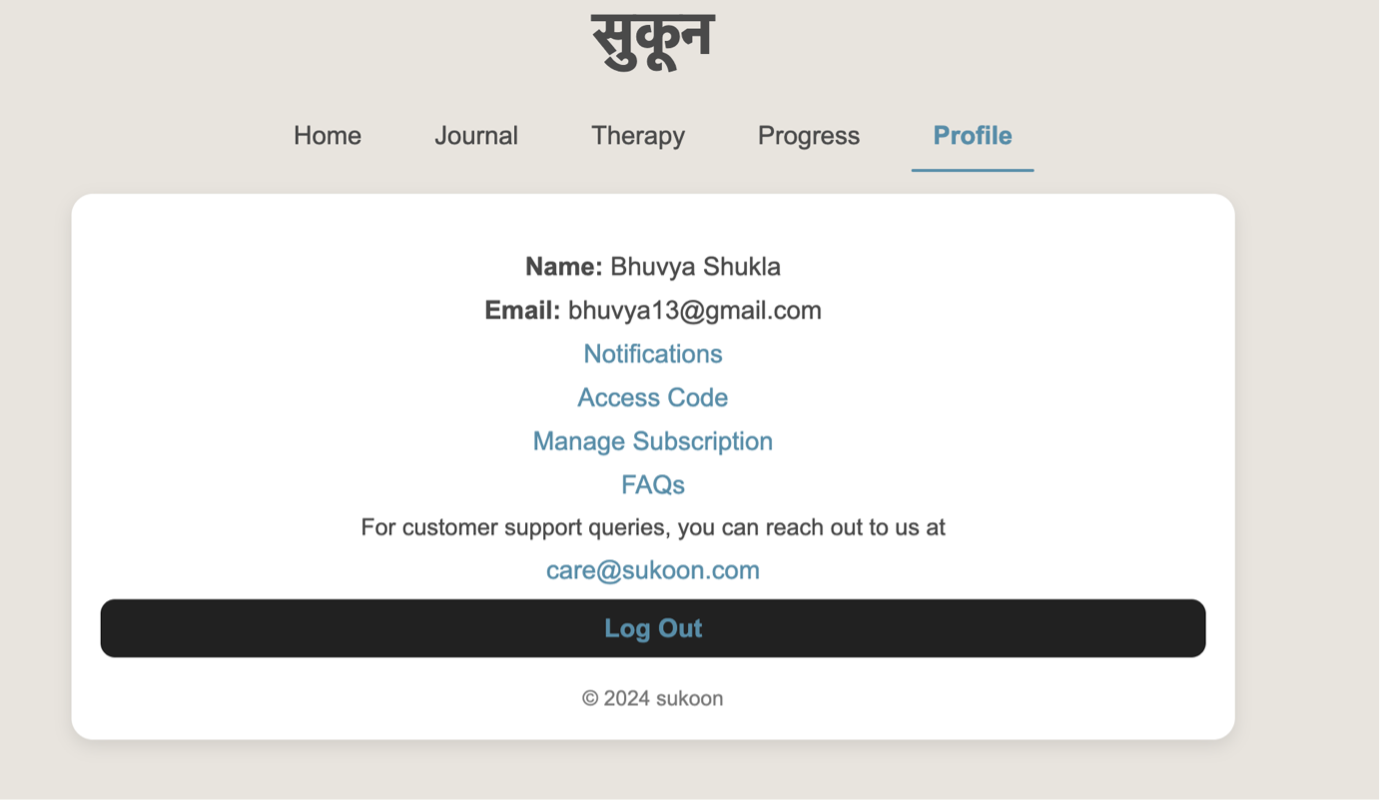 सुकून
Home Journal Therapy Progress Profile
Name: Bhuvya Shukla
Email: bhuvya13@gmail.com
Notifications
Access Code
Manage Subscription
FAQs
For customer support queries, you can reach out to us at
care@sukoon.com
Log Out
© 2024 sukoon